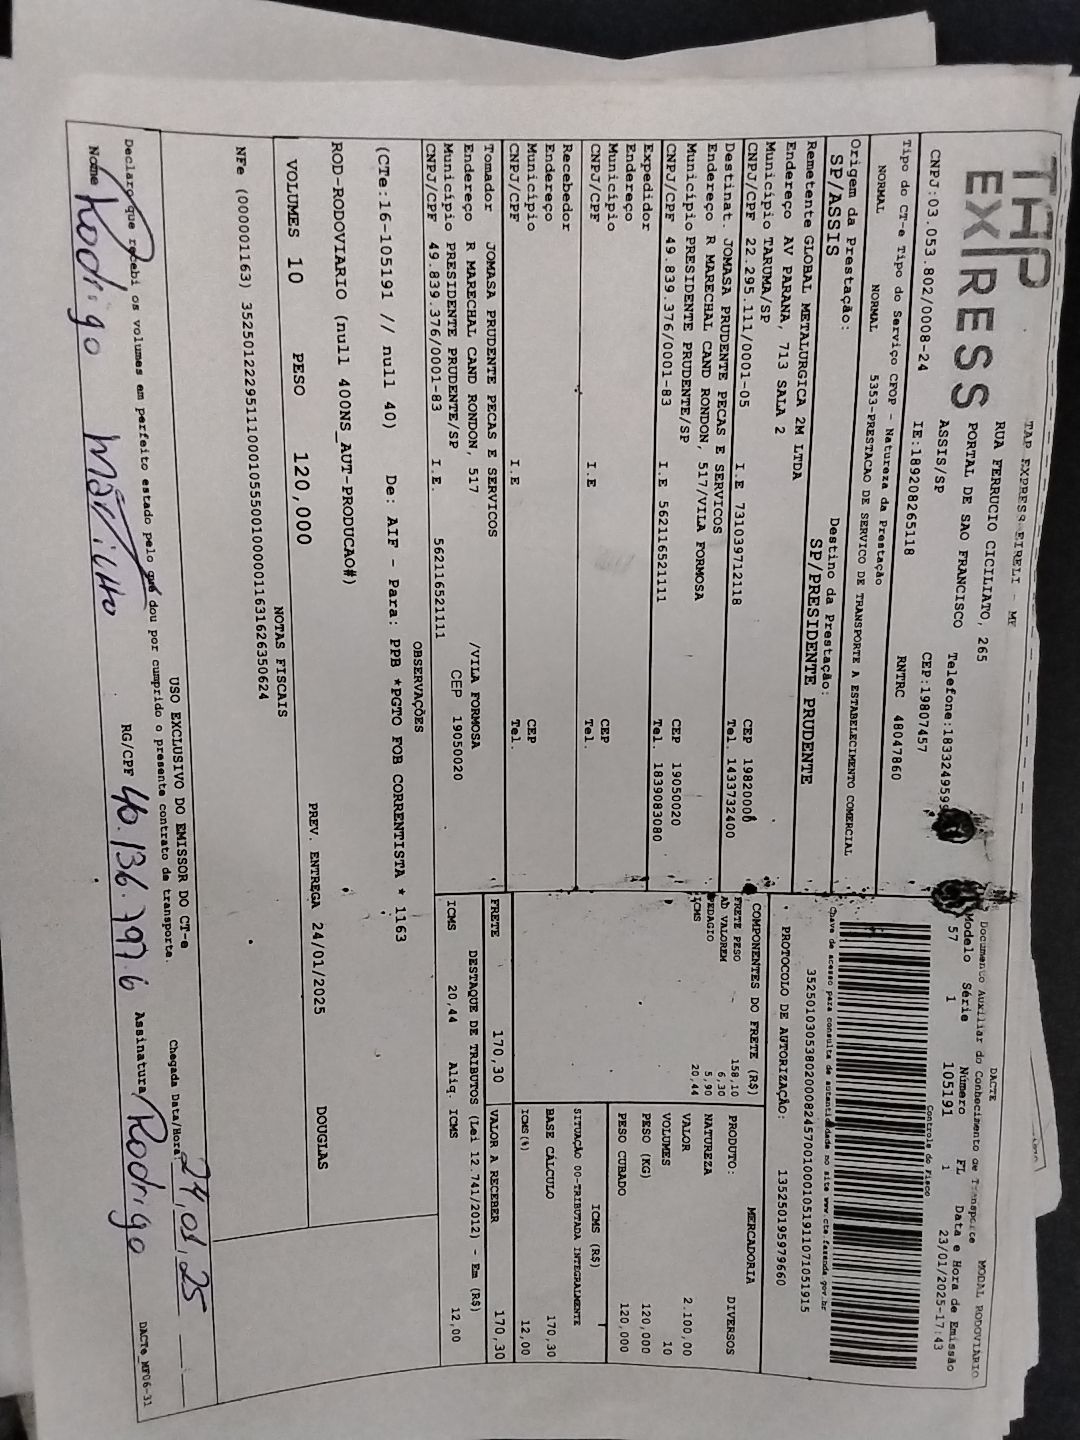 TAP
EXPRESS
TAP EXPRESS EIRELI - MF
RUA FERRUCIO CICILIATO, 265
PORTAL DE SAO FRANCISCO
ASSIS/SP
Telefone:183324959
CEP:19807457
CNPJ:03.053.802/0008-24
IE:189208265118
RNTRC 48047860
Tipo do CT-e Tipo do Serviço CFOP - Natureza da Prestação
NORMAL NORMAL 5353-PRESTACAO DE SERVICO DE TRANSPORTE A ESTABELECIMENTO COMERCIAL
Origem da Prestação: Destino da Prestação:
SP/ASSIS SP/PRESIDENTE PRUDENTE
DACTE MODAL RODOVIÁRIO
Documento Auxiliar do Conhecimento de Transporte
Modelo Série Número FL Data e Hora de Emissão
57 1 105191 1 23/01/2025-17:43
Controle do Fisco
Chave de acesso para consulta de autenticidade no site www.cte.fazenda.gov.br
35250103053802000824570010001051911071051915
PROTOCOLO DE AUTORIZAÇÃO: 135250195979660
Remetente GLOBAL METALURGICA 2M LTDA
Endereço AV PARANA, 713 SALA 2
Município TARUMA/SP CEP 19820000
CNPJ/CPF 22.295.111/0001-05 I.E 731039712118 Tel. 1433732400
Destinat. JOMASA PRUDENTE PECAS E SERVICOS
Endereço R MARECHAL CAND RONDON, 517/VILA FORMOSA
Município PRESIDENTE PRUDENTE/SP CEP 19050020
CNPJ/CPF 49.839.376/0001-83 I.E 562116521111 Tel. 1839083080
Expedidor
Endereço
Município CEP
CNPJ/CPF I.E Tel.
Recebedor
Endereço
Município CEP
CNPJ/CPF I.E Tel.
Tomador JOMASA PRUDENTE PECAS E SERVICOS
Endereço R MARECHAL CAND RONDON, 517 /VILA FORMOSA
Município PRESIDENTE PRUDENTE/SP CEP 19050020
CNPJ/CPF 49.839.376/0001-83 I.E. 562116521111
COMPONENTES DO FRETE (R$)
FRETE PESO 158,10
AD VALOREM 6,30
PEDAGIO 5,90
ICMS 20,44
MERCADORIA
PRODUTO: DIVERSOS
NATUREZA
VALOR 2.100,00
VOLUMES 10
PESO (KG) 120,000
PESO CUBADO 120,000
ICMS (R$)
SITUAÇÃO 00-TRIBUTADA INTEGRALMENTE
BASE CÁLCULO 170,30
ICMS(%) 12,00
FRETE 170,30 VALOR A RECEBER 170,30
DESTAQUE DE TRIBUTOS (Lei 12.741/2012) - Em (R$)
ICMS 20,44 Aliq. ICMS 12,00
OBSERVAÇÕES
(CTe:16-105191 // null 40) De: AIF - Para: PPB *PGTO FOB CORRENTISTA * 1163
ROD-RODOVIARIO (null 400NS_AUT-PRODUCAO#)
VOLUMES 10 PESO 120,000 PREV. ENTREGA 24/01/2025 DOUGLAS
NOTAS FISCAIS
NFe (000001163) 35250122295111000105550010000011631626350624
USO EXCLUSIVO DO EMISSOR DO CT-e
Declaro que recebi os volumes em perfeito estado pelo que dou por cumprido o presente contrato de transporte.
Chegada Data/Hora 24,01,25
Nome Rodrigo RG/CPF 40.136.797.6 Assinatura Rodrigo
DACTe_MF06-31